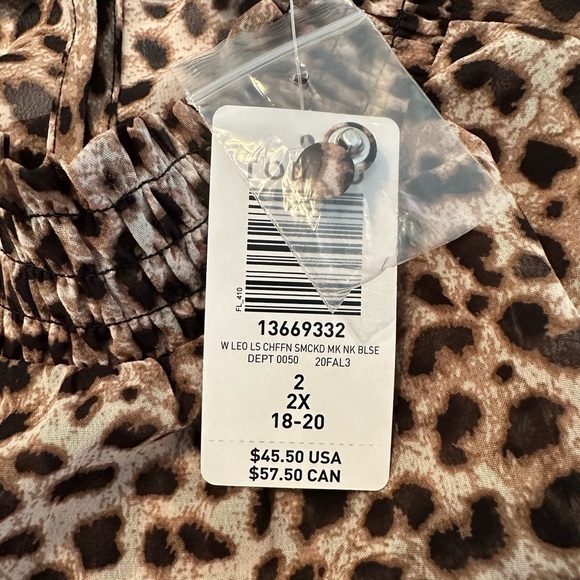 FL_410
13669332
W LEO LS CHFFN SMCKD MK NK BLSE
DEPT 0050 20FAL3
2
2X
18-20
$45.50 USA
$57.50 CAN